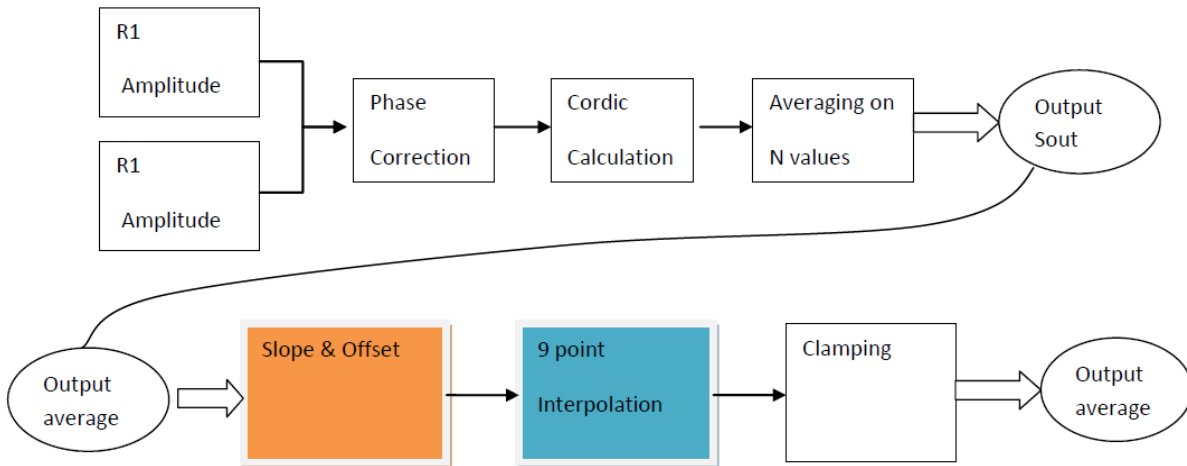 R1
Amplitude
R1
Amplitude
Phase
Correction
Cordic
Calculation
Averaging on
N values
Output
Sout
Output
average
Slope & Offset
9 point
Interpolation
Clamping
Output
average